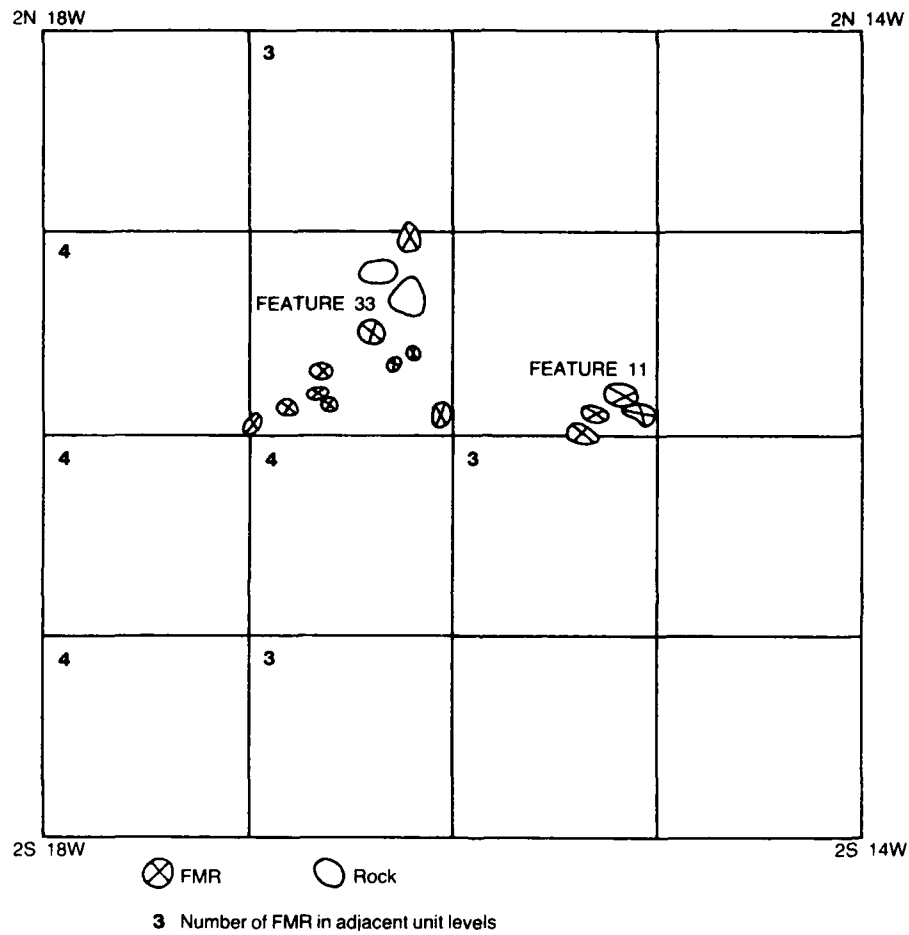 2N 18W
2N 14W
3
4
FEATURE 33
FEATURE 11
4
4
3
4
3
2S 18W
2S 14W
FMR
Rock
3 Number of FMR in adjacent unit levels